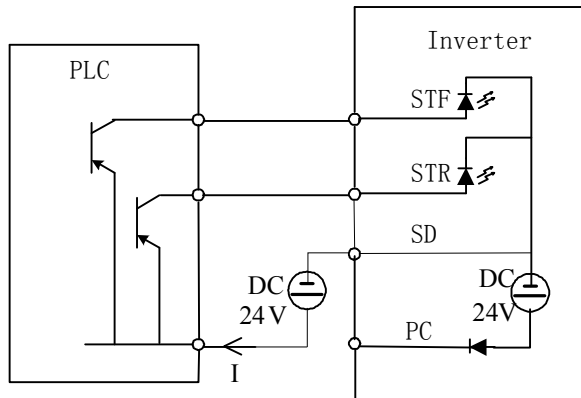 Inverter
PLC
STF
STR
SD
DC
24V
DC
24V
PC
I